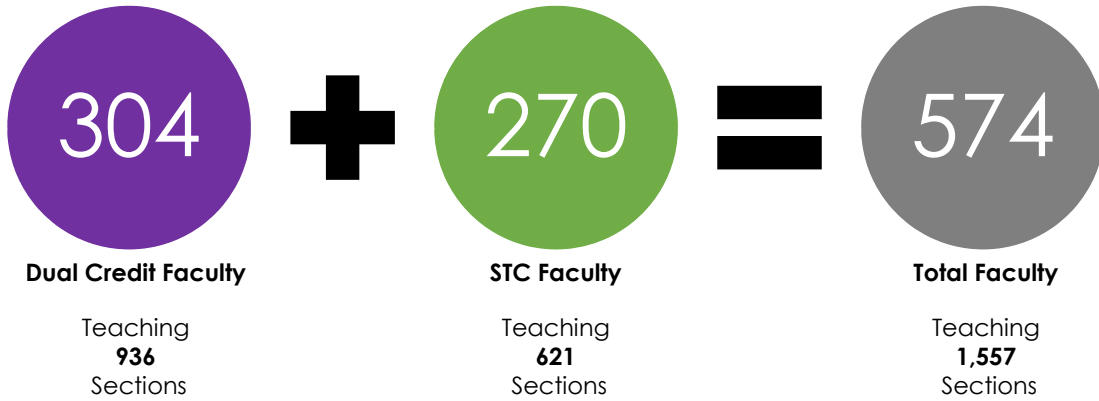 304 + 270 = 574
Dual Credit Faculty
STC Faculty
Total Faculty
Teaching
936
Sections
Teaching
621
Sections
Teaching
1,557
Sections